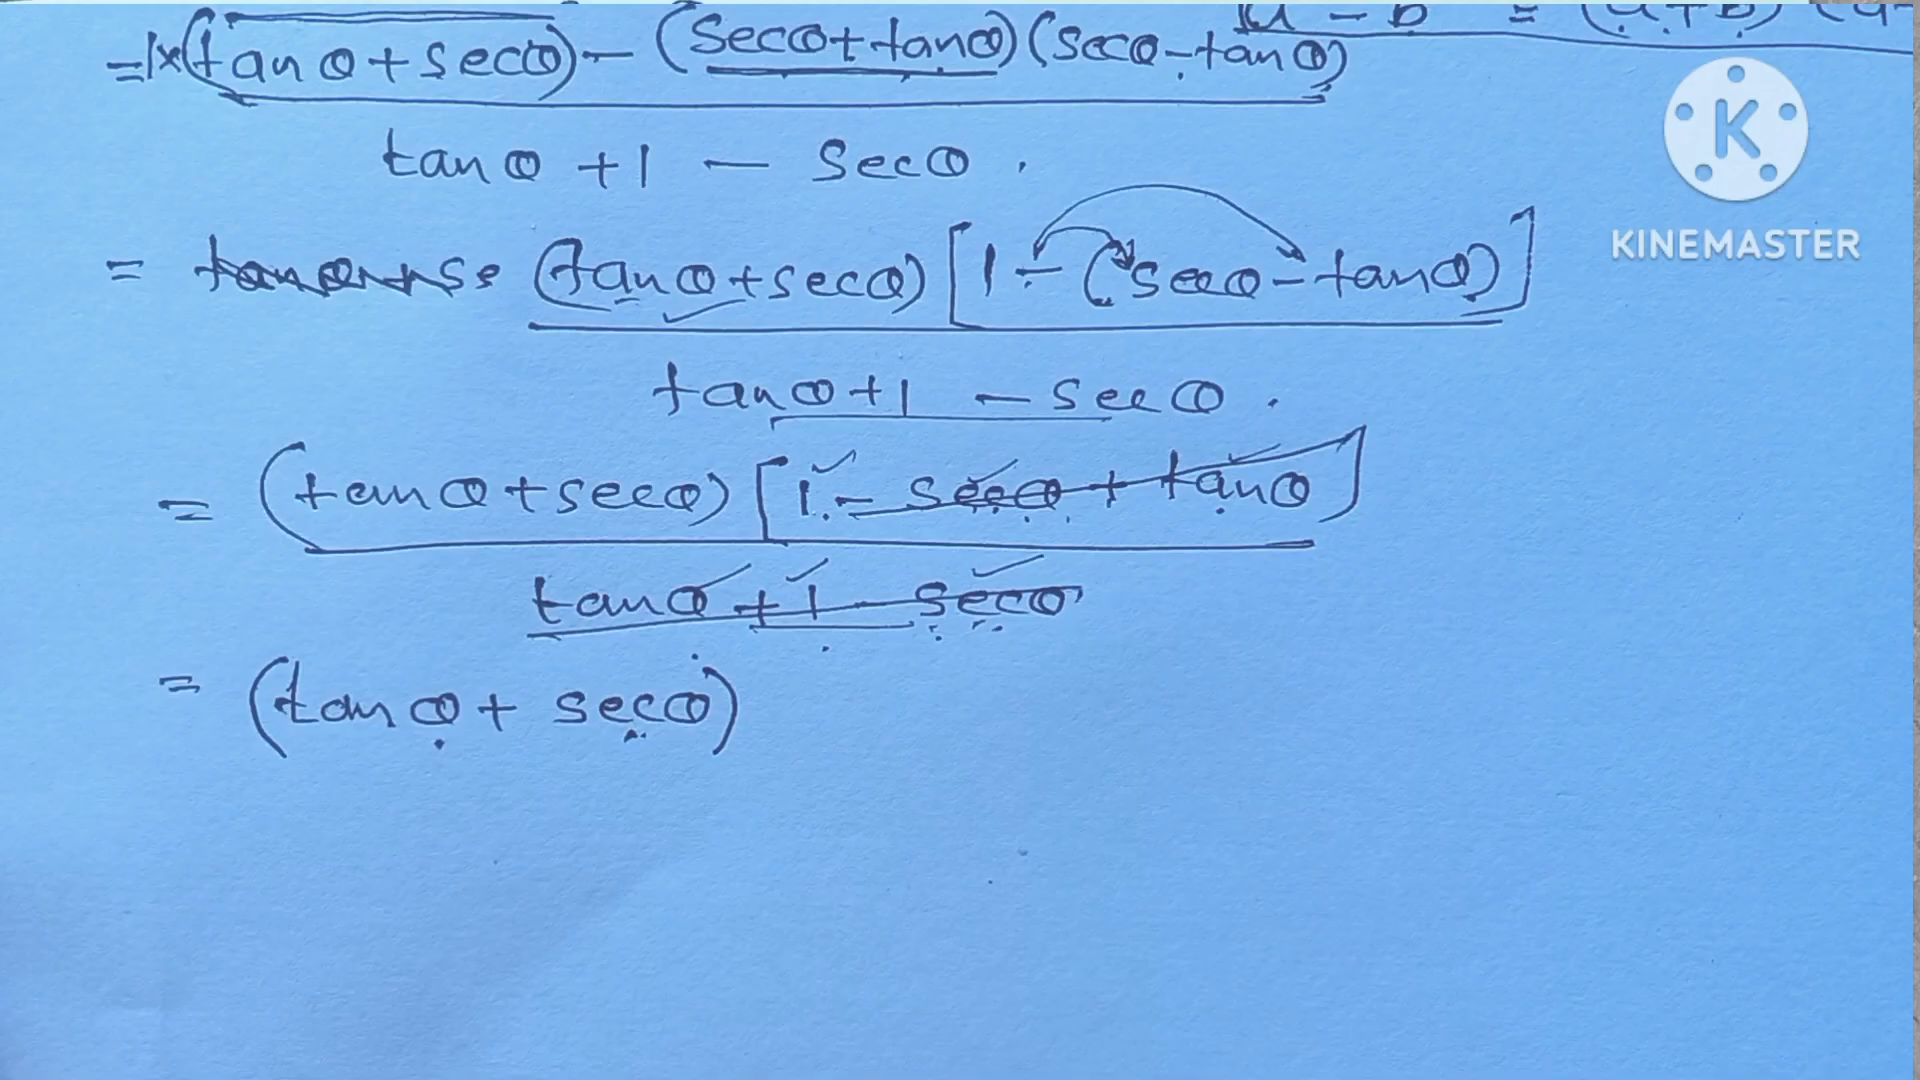 a - b = (a+b) (a-
=1×(tanθ+secθ) - (secθ+tanθ)(secθ-tanθ)
tanθ +1 - secθ .
KINEMASTER
= (tanθ+secθ)[1 - (secθ-tanθ)]
tanθ+1 - secθ .
= (tanθ+secθ)[1 - secθ + tanθ]
tanθ +1 - secθ
= (tanθ + secθ)